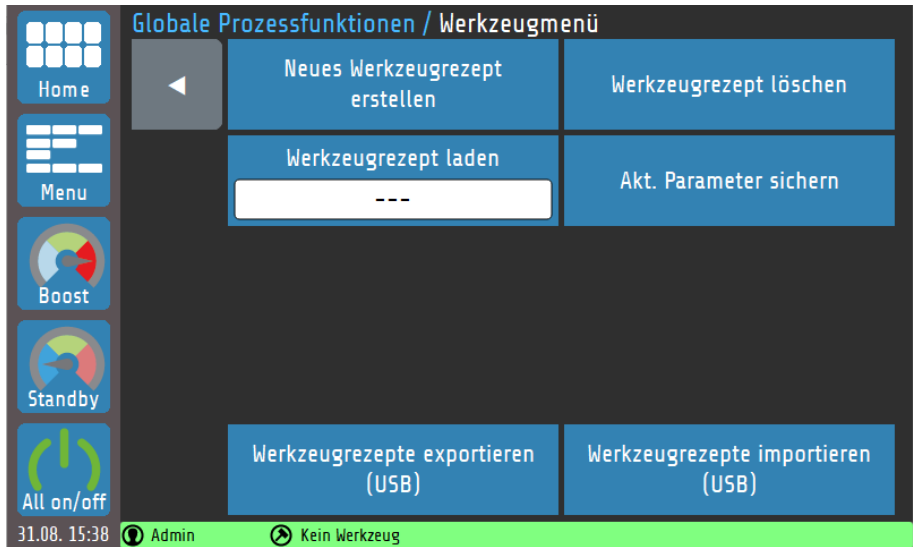 Globale Prozessfunktionen / Werkzeugmenü
Home
◄
Neues Werkzeugrezept
erstellen
Werkzeugrezept löschen
Menu
Werkzeugrezept laden
---
Akt. Parameter sichern
Boost
Standby
All on/off
Werkzeugrezepte exportieren
(USB)
Werkzeugrezepte importieren
(USB)
31.08. 15:38
Admin
Kein Werkzeug